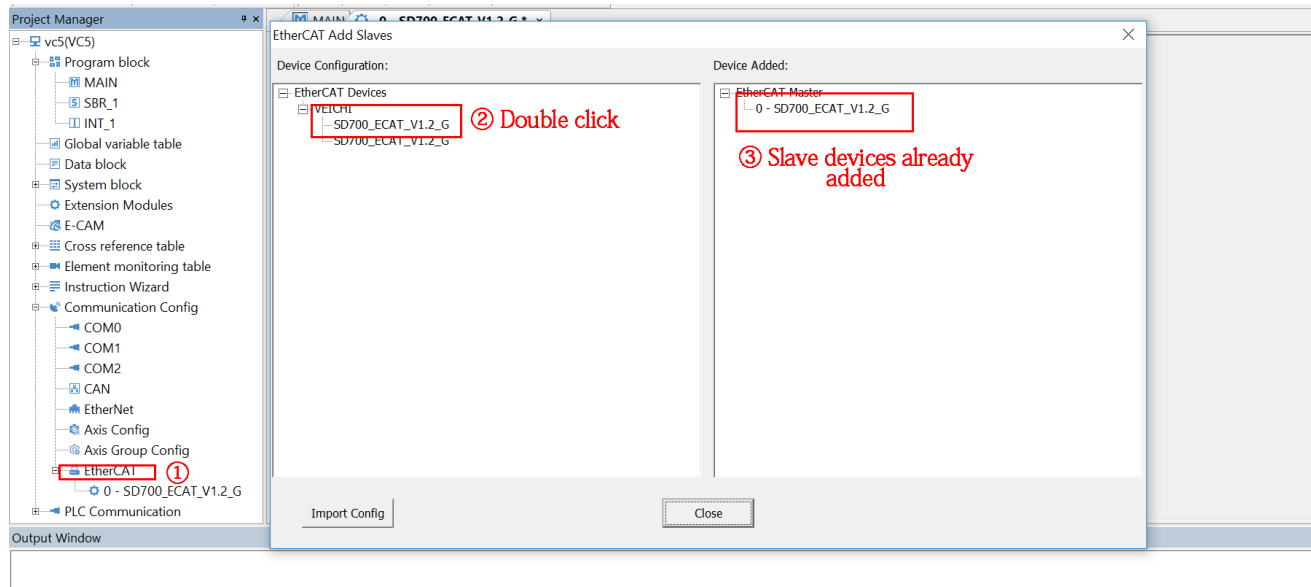 Project Manager
MAIN
0 - SD700_ECAT_V1.2_G *
vc5(VC5)
Program block
MAIN
SBR_1
INT_1
Global variable table
Data block
System block
Extension Modules
E-CAM
Cross reference table
Element monitoring table
Instruction Wizard
Communication Config
COM0
COM1
COM2
CAN
EtherNet
Axis Config
Axis Group Config
EtherCAT
①
0 - SD700_ECAT_V1.2_G
PLC Communication
EtherCAT Add Slaves
Device Configuration:
EtherCAT Devices
VEICHI
SD700_ECAT_V1.2_G
SD700_ECAT_V1.2_G
② Double click
Device Added:
EtherCAT Master
0 - SD700_ECAT_V1.2_G
③ Slave devices already
added
Import Config
Close
Output Window